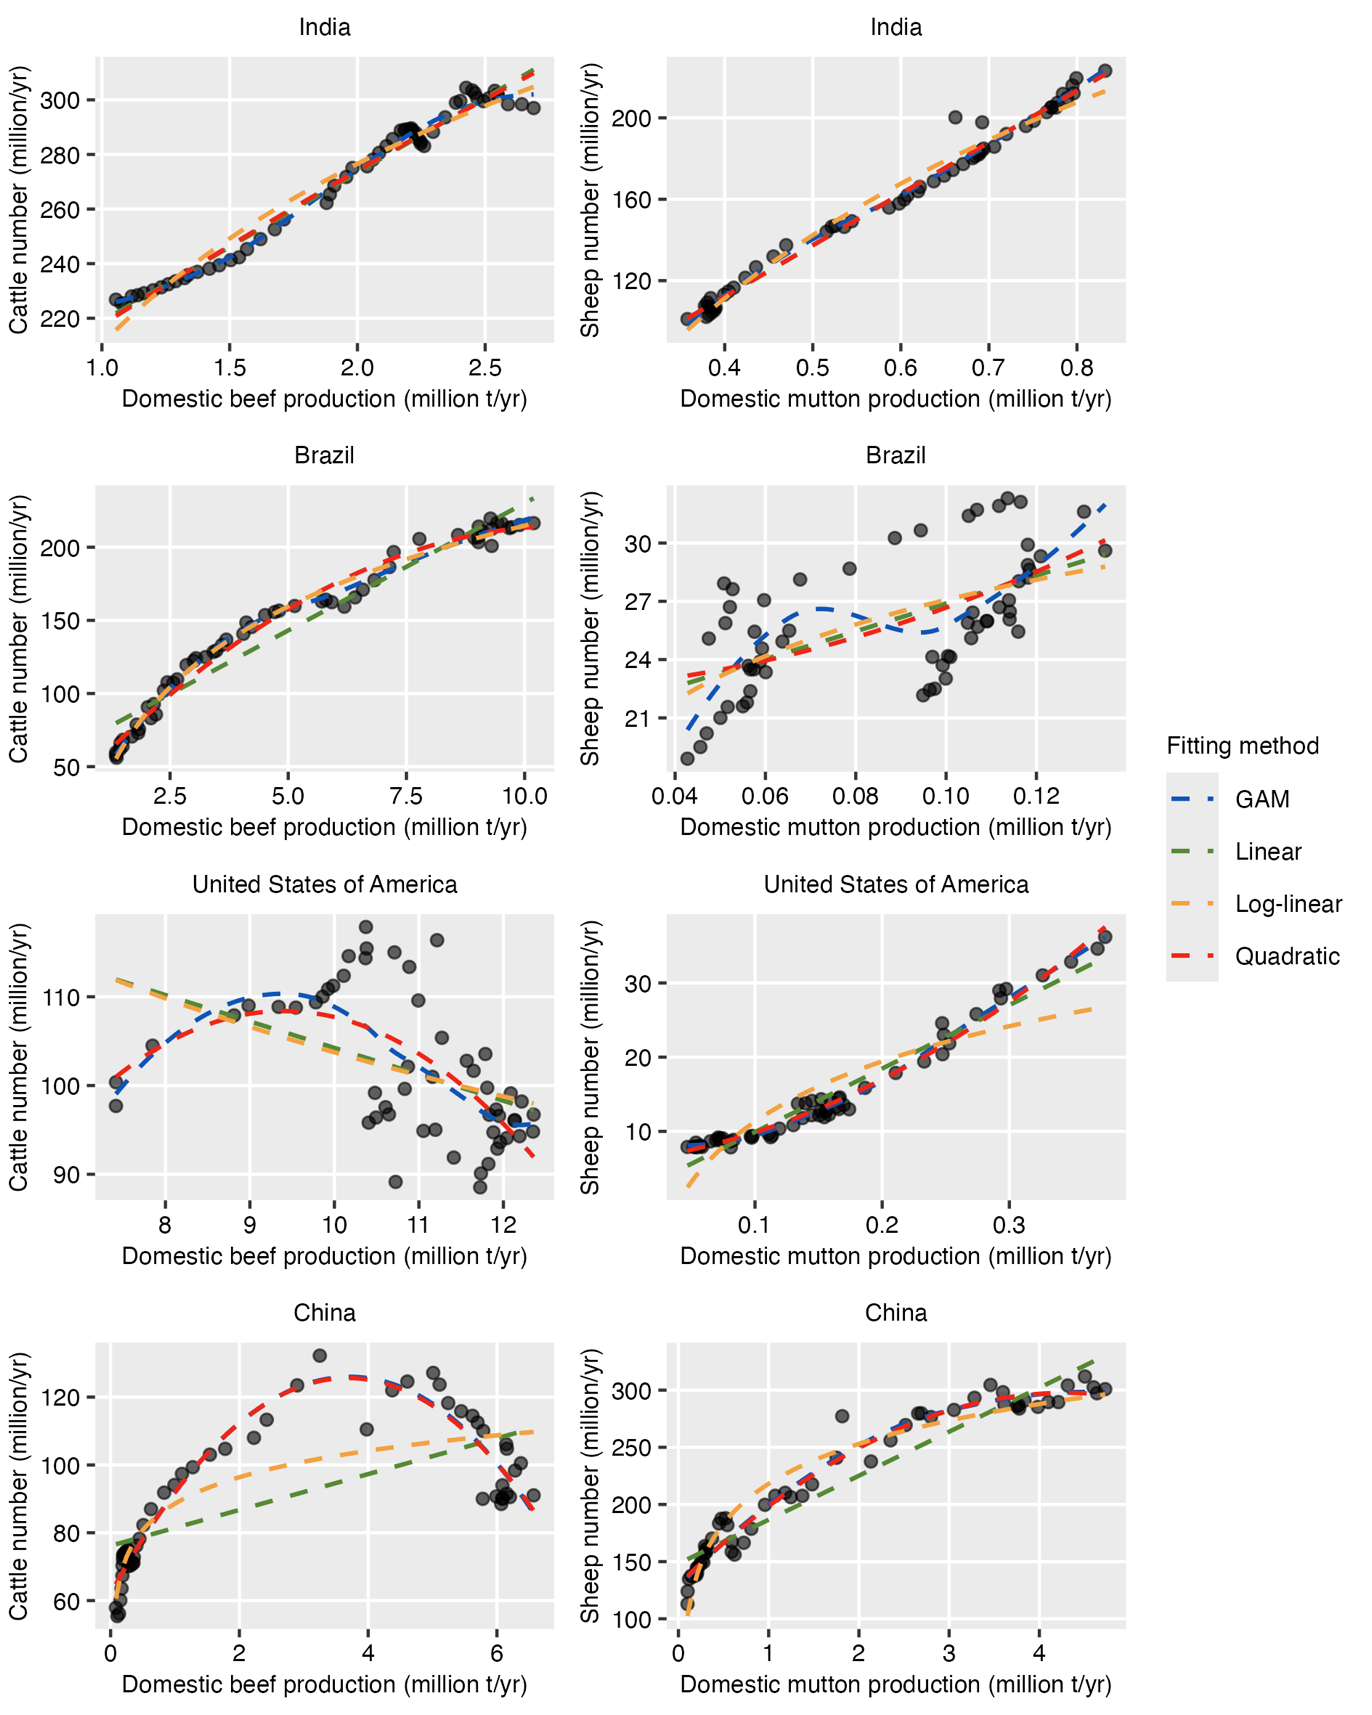 India
Cattle number (million/yr)
300
280
260
240
220
1.0 1.5 2.0 2.5
Domestic beef production (million t/yr)
India
Sheep number (million/yr)
200
160
120
0.4 0.5 0.6 0.7 0.8
Domestic mutton production (million t/yr)
Brazil
Cattle number (million/yr)
200
150
100
50
2.5 5.0 7.5 10.0
Domestic beef production (million t/yr)
Brazil
Sheep number (million/yr)
30
27
24
21
0.04 0.06 0.08 0.10 0.12
Domestic mutton production (million t/yr)
United States of America
Cattle number (million/yr)
110
100
90
8 9 10 11 12
Domestic beef production (million t/yr)
United States of America
Sheep number (million/yr)
30
20
10
0.1 0.2 0.3
Domestic mutton production (million t/yr)
China
Cattle number (million/yr)
120
100
80
60
0 2 4 6
Domestic beef production (million t/yr)
China
Sheep number (million/yr)
300
250
200
150
100
0 1 2 3 4
Domestic mutton production (million t/yr)
Fitting method
GAM
Linear
Log-linear
Quadratic